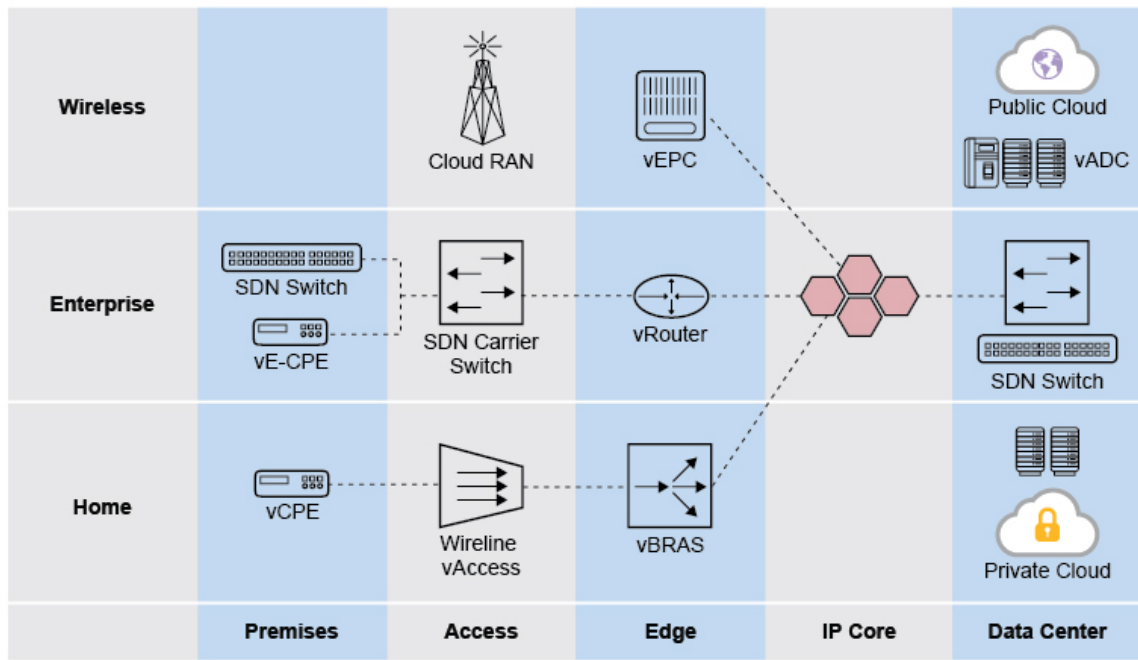 Wireless
Cloud RAN
vEPC
Public Cloud
vADC
Enterprise
SDN Switch
vE-CPE
SDN Carrier
Switch
vRouter
SDN Switch
Home
vCPE
Wireline
vAccess
vBRAS
Private Cloud
Premises
Access
Edge
IP Core
Data Center